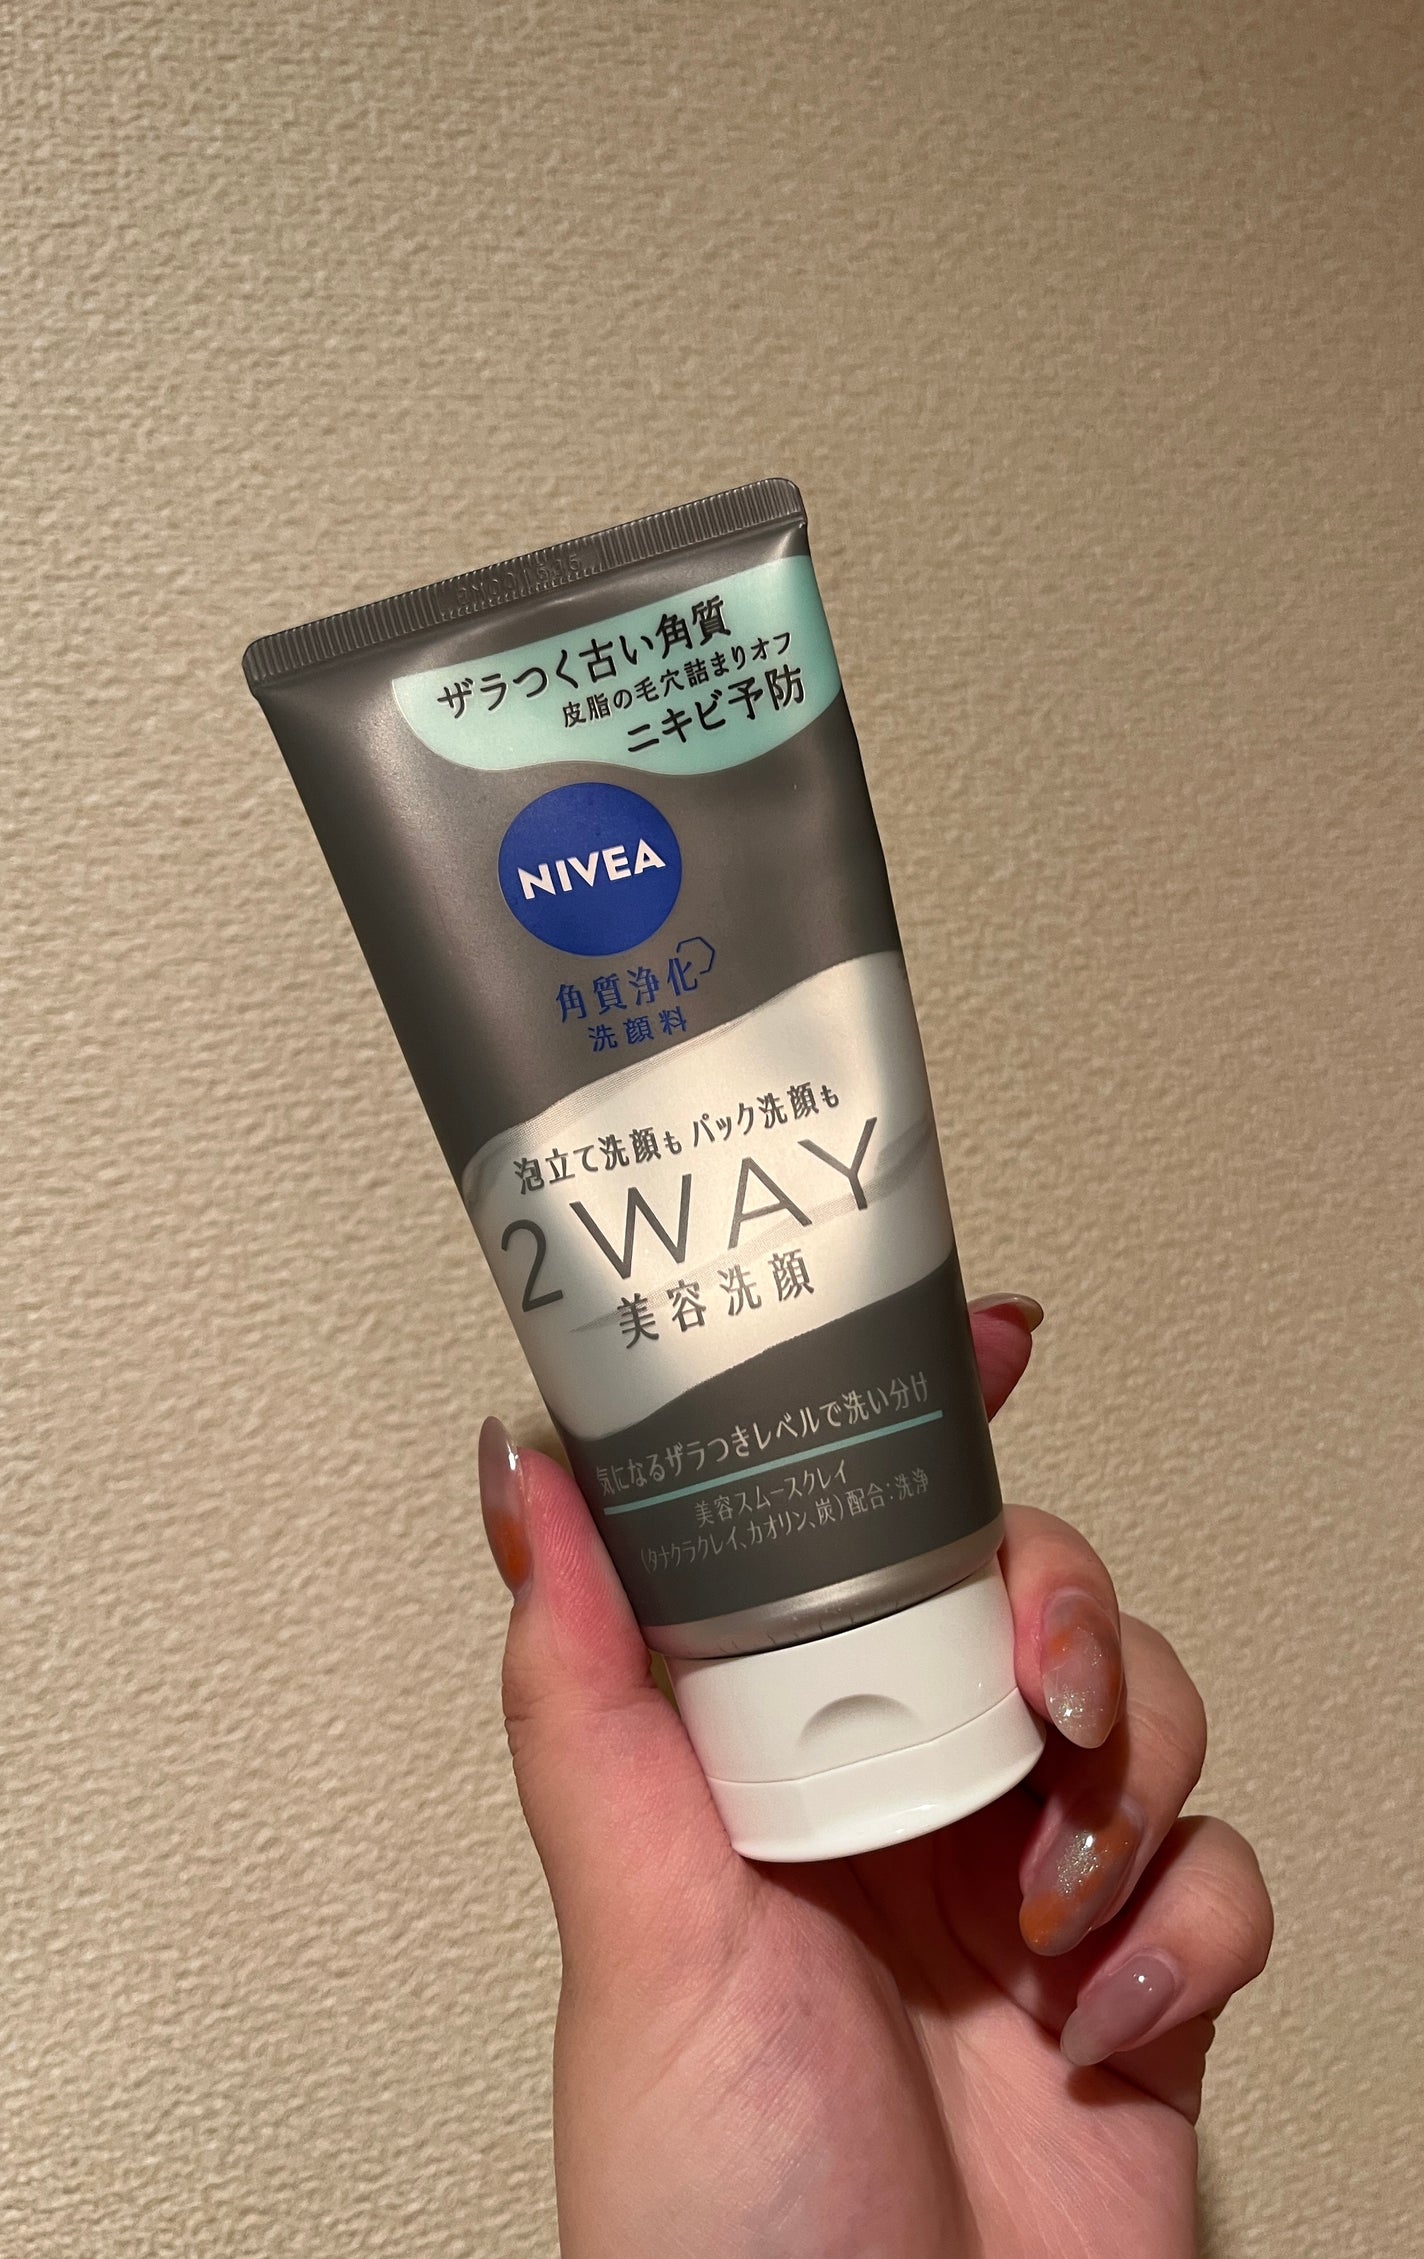 ザラつく古い角質
皮脂の毛穴詰まりオフ
ニキビ予防
NIVEA
角質浄化
洗顔料
泡立て洗顔も パック洗顔も
2WAY
美容洗顔
気になるザラつきレベルで洗い分け
美容スムースクレイ
(タナクラクレイ、カオリン、炭)配合:洗浄